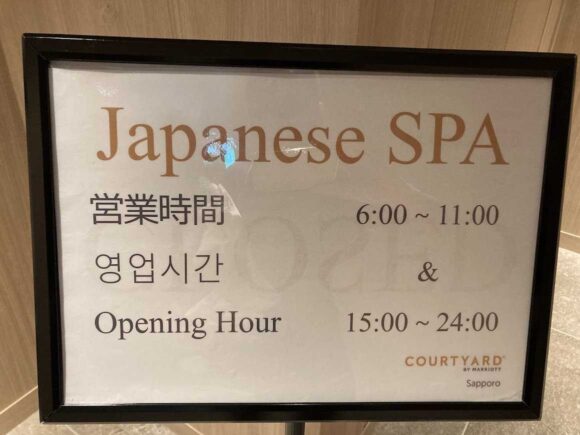 Japanese SPA
営業時間 6:00 ~ 11:00
영업시간 &
Opening Hour 15:00 ~ 24:00
COURTYARD
BY MARRIOTT
Sapporo